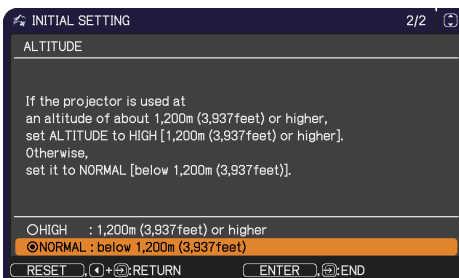 INITIAL SETTING 2/2
ALTITUDE
If the projector is used at
an altitude of about 1,200m (3,937feet) or higher,
set ALTITUDE to HIGH [1,200m (3,937feet) or higher].
Otherwise,
set it to NORMAL [below 1,200m (3,937feet)].
HIGH : 1,200m (3,937feet) or higher
NORMAL : below 1,200m (3,937feet)
RESET , + :RETURN ENTER , :END